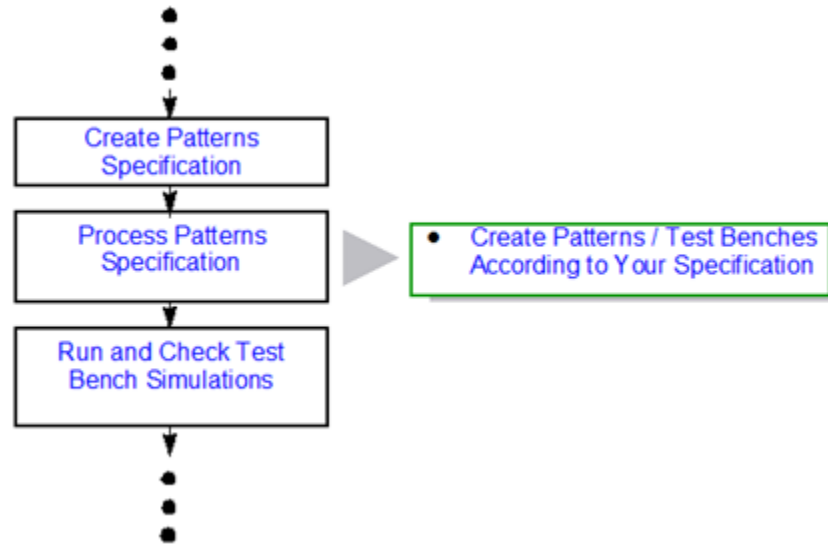 Create Patterns
Specification
Process Patterns
Specification
• Create Patterns / Test Benches
According to Your Specification
Run and Check Test
Bench Simulations